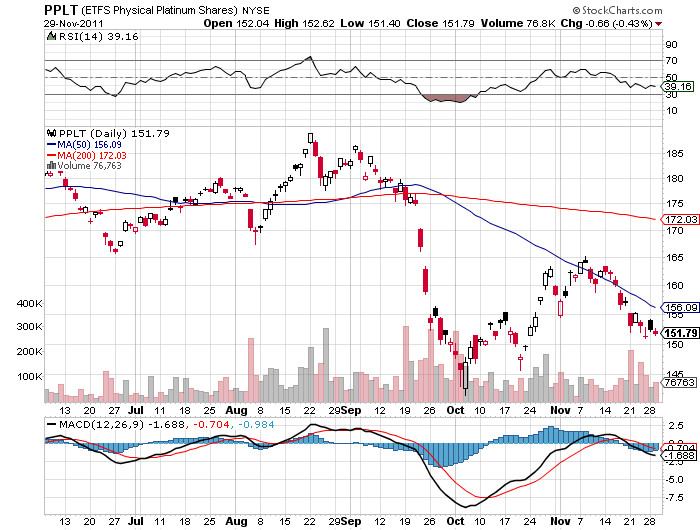 PPLT (ETFS Physical Platinum Shares) NYSE © StockCharts.com
29-Nov-2011 Open 152.04 High 152.62 Low 151.40 Close 151.79 Volume 76.8K Chg -0.66 (-0.43%)
RSI(14) 39.16
90
70
50
39.16
30
10
PPLT (Daily) 151.79
MA(50) 156.09
MA(200) 172.03
Volume 76,763
185
180
175
172.03
170
165
160
156.09
155
151.79
150
145
400K
300K
200K
100K
76763
13 20 27 Jul 11 18 25 Aug 8 15 22 29 Sep 12 19 26 Oct 10 17 24 Nov 7 14 21 28
MACD(12,26,9) -1.688, -0.704, -0.984
2.5
0.0
-0.704
-1.688
-2.5
-5.0
-7.5
13 20 27 Jul 11 18 25 Aug 8 15 22 29 Sep 12 19 26 Oct 10 17 24 Nov 7 14 21 28